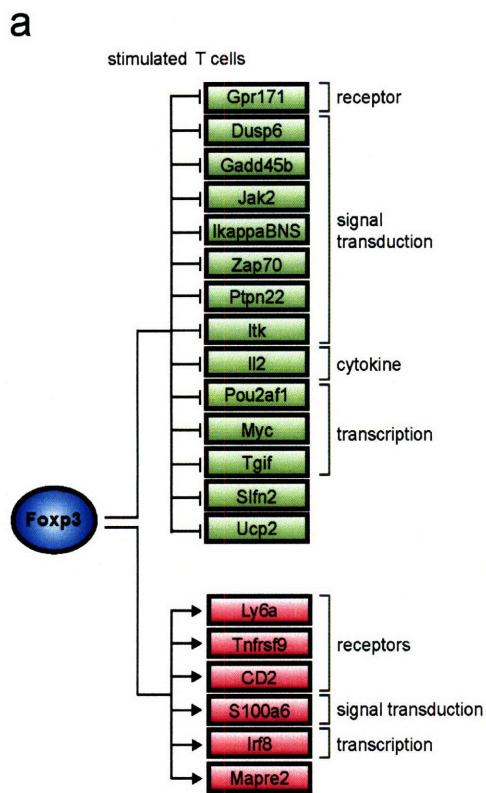 a
stimulated T cells
Gpr171
receptor
Dusp6
Gadd45b
Jak2
IkappaBNS
Zap70
Ptpn22
Itk
signal
transduction
Il2
cytokine
Pou2af1
Myc
Tgif
transcription
Slfn2
Ucp2
Foxp3
Ly6a
Tnfrsf9
CD2
receptors
S100a6
signal transduction
Irf8
transcription
Mapre2